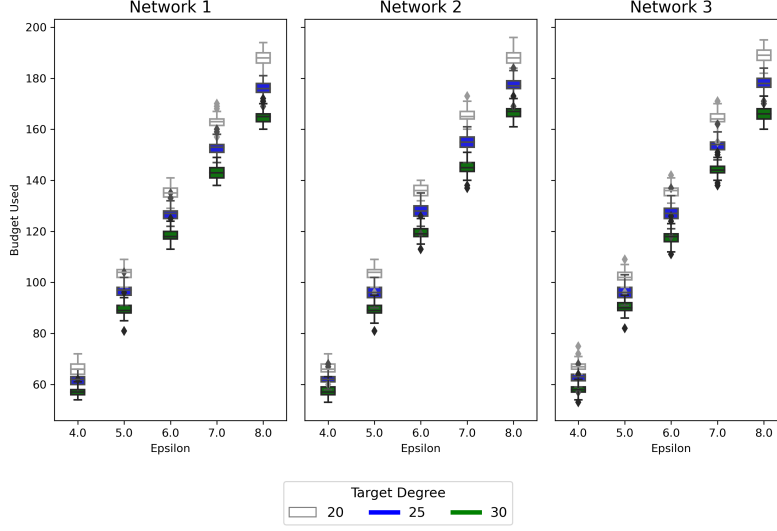 Network 1
Network 2
Network 3
200
180
160
140
120
100
80
60
Budget Used
4.0 5.0 6.0 7.0 8.0
4.0 5.0 6.0 7.0 8.0
4.0 5.0 6.0 7.0 8.0
Epsilon
Epsilon
Epsilon
Target Degree
20 25 30